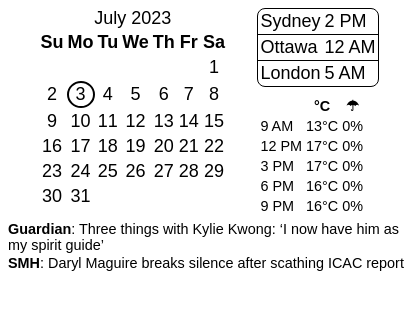 July 2023
Su Mo Tu We Th Fr Sa
1
2 3 4 5 6 7 8
9 10 11 12 13 14 15
16 17 18 19 20 21 22
23 24 25 26 27 28 29
30 31
Sydney 2 PM
Ottawa 12 AM
London 5 AM
°C ☂
9 AM 13°C 0%
12 PM 17°C 0%
3 PM 17°C 0%
6 PM 16°C 0%
9 PM 16°C 0%
Guardian: Three things with Kylie Kwong: ‘I now have him as
my spirit guide’
SMH: Daryl Maguire breaks silence after scathing ICAC report